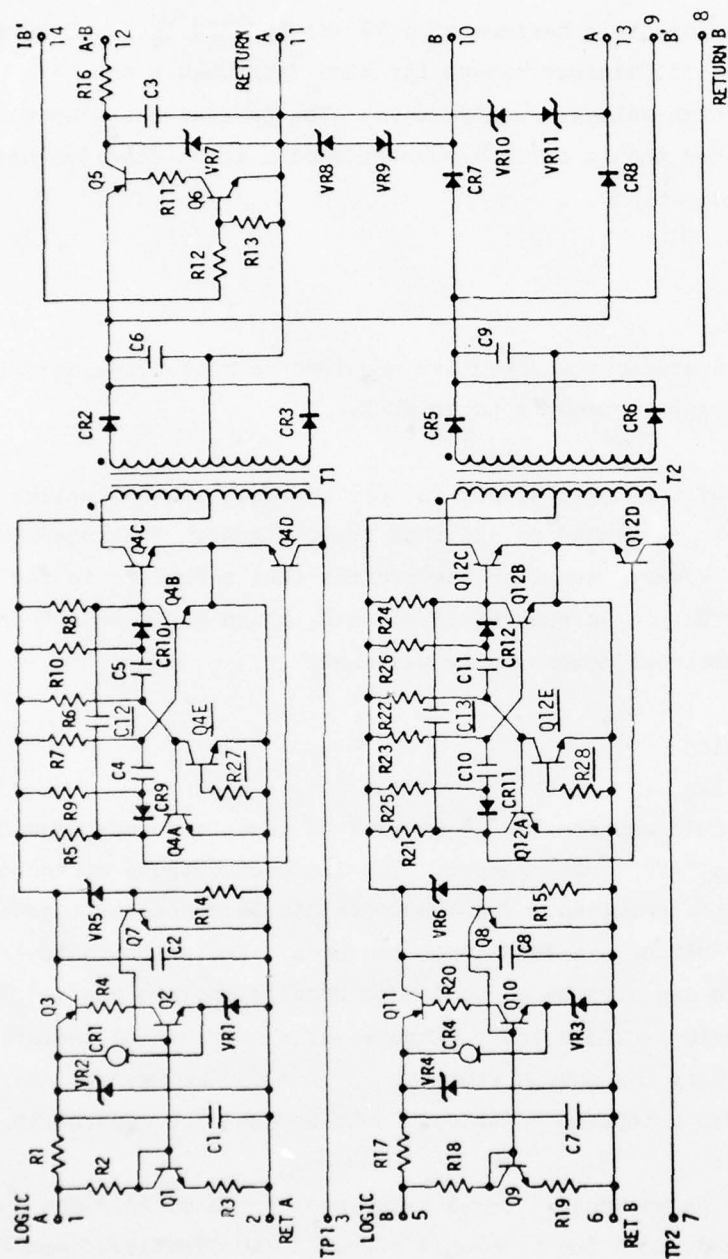 LOGIC
A
1
R1
R2
Q1
R3
C1
VR2
CR1
Q3
R4
Q2
VR1
C2
VR5
Q7
R14
2
RET A
TP1
3
R5
R9
R7
R6
R10
R8
C12
C4
C5
CR9
CR10
Q4A
Q4E
R27
Q4B
Q4C
Q4D
T1
CR2
CR3
C6
Q5
R11
Q6
R12
R13
VR7
C3
R16
IB'
14
A·B
12
RETURN
A
11
VR8
VR9
LOGIC
B
5
R17
R18
Q9
R19
C7
VR4
CR4
Q11
R20
Q10
VR3
C8
VR6
Q8
R15
6
RET B
TP2
7
R21
R25
R23
R22
R26
R24
C13
C10
C11
CR11
CR12
Q12A
Q12E
R28
Q12B
Q12C
Q12D
T2
CR5
CR6
C9
CR7
VR10
VR11
CR8
B
10
A
13
B'
9
RETURN B
8